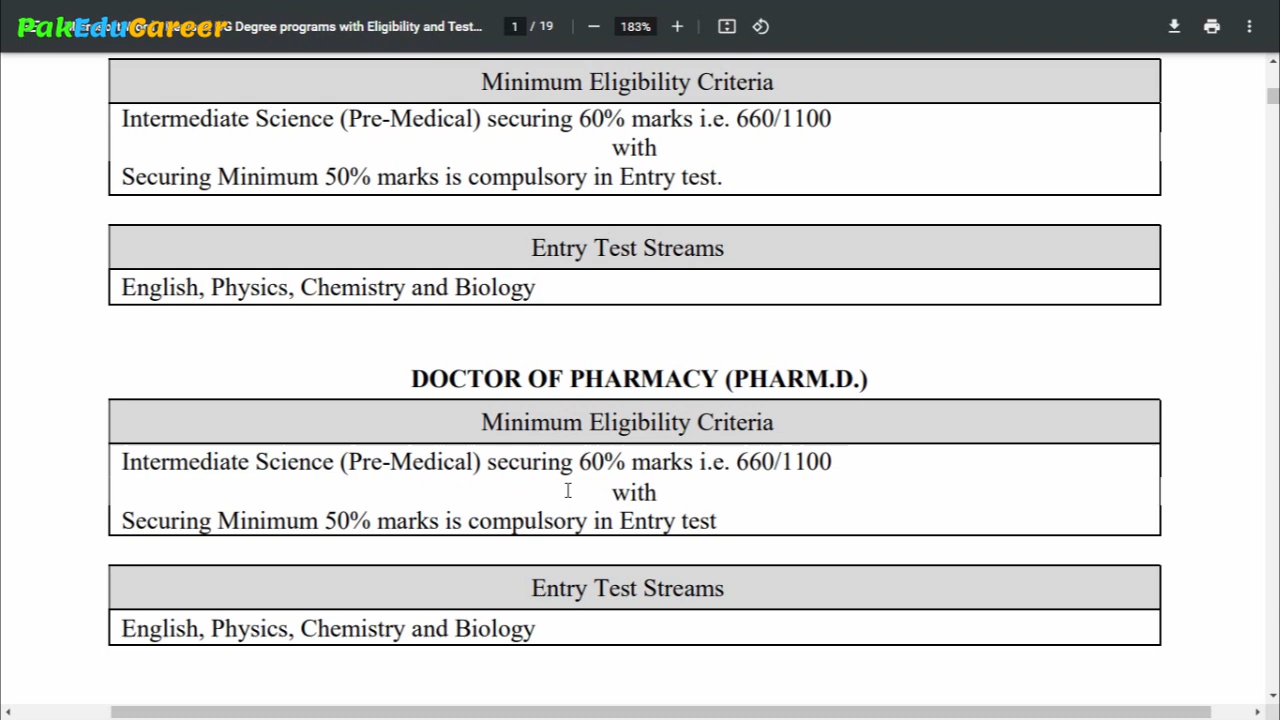 PakEduCareer
G Degree programs with Eligibility and Test...
1 / 19
183%
Minimum Eligibility Criteria
Intermediate Science (Pre-Medical) securing 60% marks i.e. 660/1100
with
Securing Minimum 50% marks is compulsory in Entry test.
Entry Test Streams
English, Physics, Chemistry and Biology
DOCTOR OF PHARMACY (PHARM.D.)
Minimum Eligibility Criteria
Intermediate Science (Pre-Medical) securing 60% marks i.e. 660/1100
with
Securing Minimum 50% marks is compulsory in Entry test
Entry Test Streams
English, Physics, Chemistry and Biology